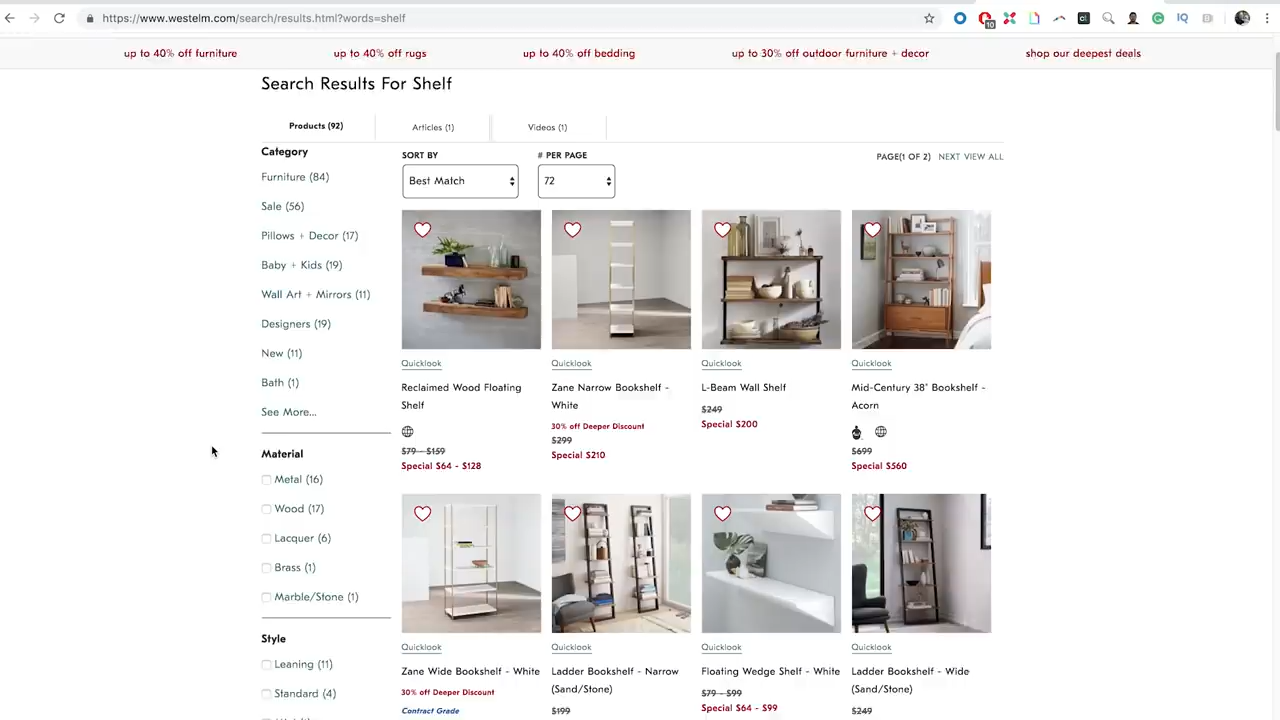 https://www.westelm.com/search/results.html?words=shelf
10
IQ
up to 40% off furniture
up to 40% off rugs
up to 40% off bedding
up to 30% off outdoor furniture + decor
shop our deepest deals
Search Results For Shelf
Products (92)
Articles (1)
Videos (1)
Category
Furniture (84)
Sale (56)
Pillows + Decor (17)
Baby + Kids (19)
Wall Art + Mirrors (11)
Designers (19)
New (11)
Bath (1)
See More...
Material
Metal (16)
Wood (17)
Lacquer (6)
Brass (1)
Marble/Stone (1)
Style
Leaning (11)
Standard (4)
SORT BY
Best Match
# PER PAGE
72
PAGE(1 OF 2) NEXT VIEW ALL
Quicklook
Reclaimed Wood Floating
Shelf
$79 - $159
Special $64 - $128
Quicklook
Zane Narrow Bookshelf -
White
30% off Deeper Discount
$299
Special $210
Quicklook
L-Beam Wall Shelf
$249
Special $200
Quicklook
Mid-Century 38" Bookshelf -
Acorn
$699
Special $560
Quicklook
Zane Wide Bookshelf - White
30% off Deeper Discount
Contract Grade
Quicklook
Ladder Bookshelf - Narrow
(Sand/Stone)
$199
Quicklook
Floating Wedge Shelf - White
$79 - $99
Special $64 - $99
Quicklook
Ladder Bookshelf - Wide
(Sand/Stone)
$249